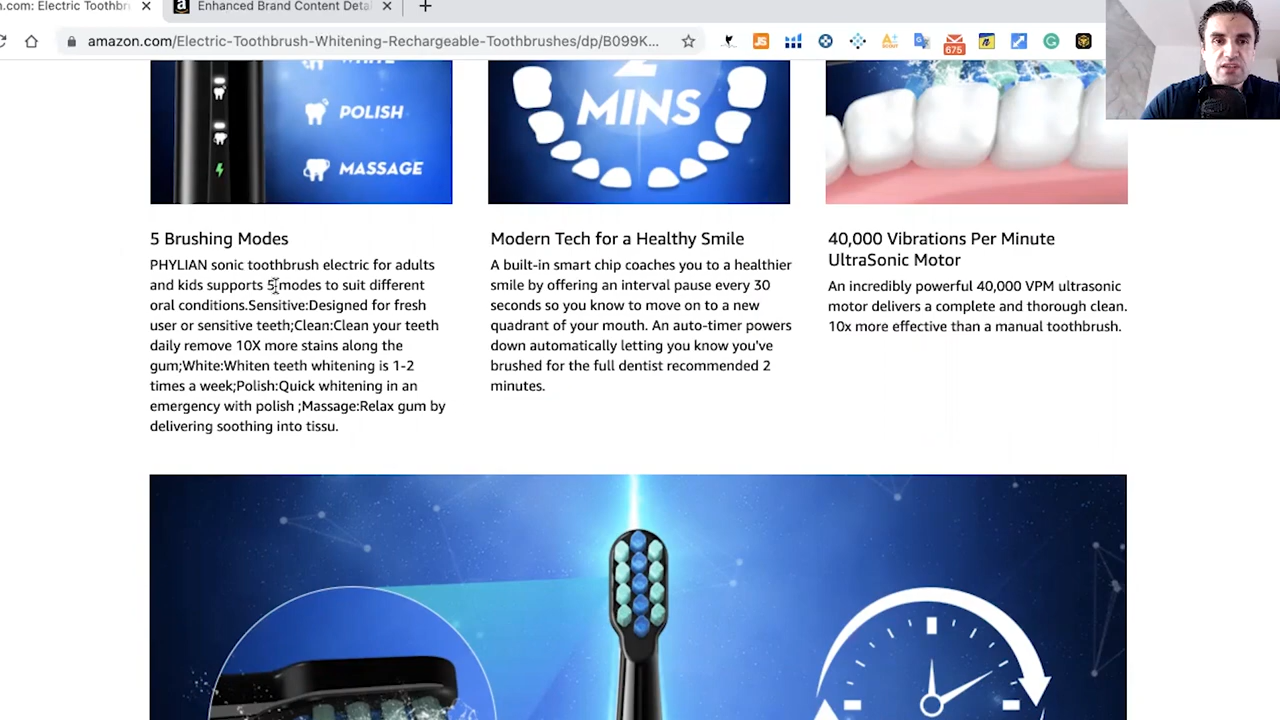 n.com: Electric Toothbr
Enhanced Brand Content Detai
amazon.com/Electric-Toothbrush-Whitening-Rechargeable-Toothbrushes/dp/B099K...
JS
SCOUT
675
n
G
WHITE
POLISH
MASSAGE
2
MINS
5 Brushing Modes
PHYLIAN sonic toothbrush electric for adults
and kids supports 5 modes to suit different
oral conditions.Sensitive:Designed for fresh
user or sensitive teeth;Clean:Clean your teeth
daily remove 10X more stains along the
gum;White:Whiten teeth whitening is 1-2
times a week;Polish:Quick whitening in an
emergency with polish ;Massage:Relax gum by
delivering soothing into tissu.
Modern Tech for a Healthy Smile
A built-in smart chip coaches you to a healthier
smile by offering an interval pause every 30
seconds so you know to move on to a new
quadrant of your mouth. An auto-timer powers
down automatically letting you know you've
brushed for the full dentist recommended 2
minutes.
40,000 Vibrations Per Minute
UltraSonic Motor
An incredibly powerful 40,000 VPM ultrasonic
motor delivers a complete and thorough clean.
10x more effective than a manual toothbrush.